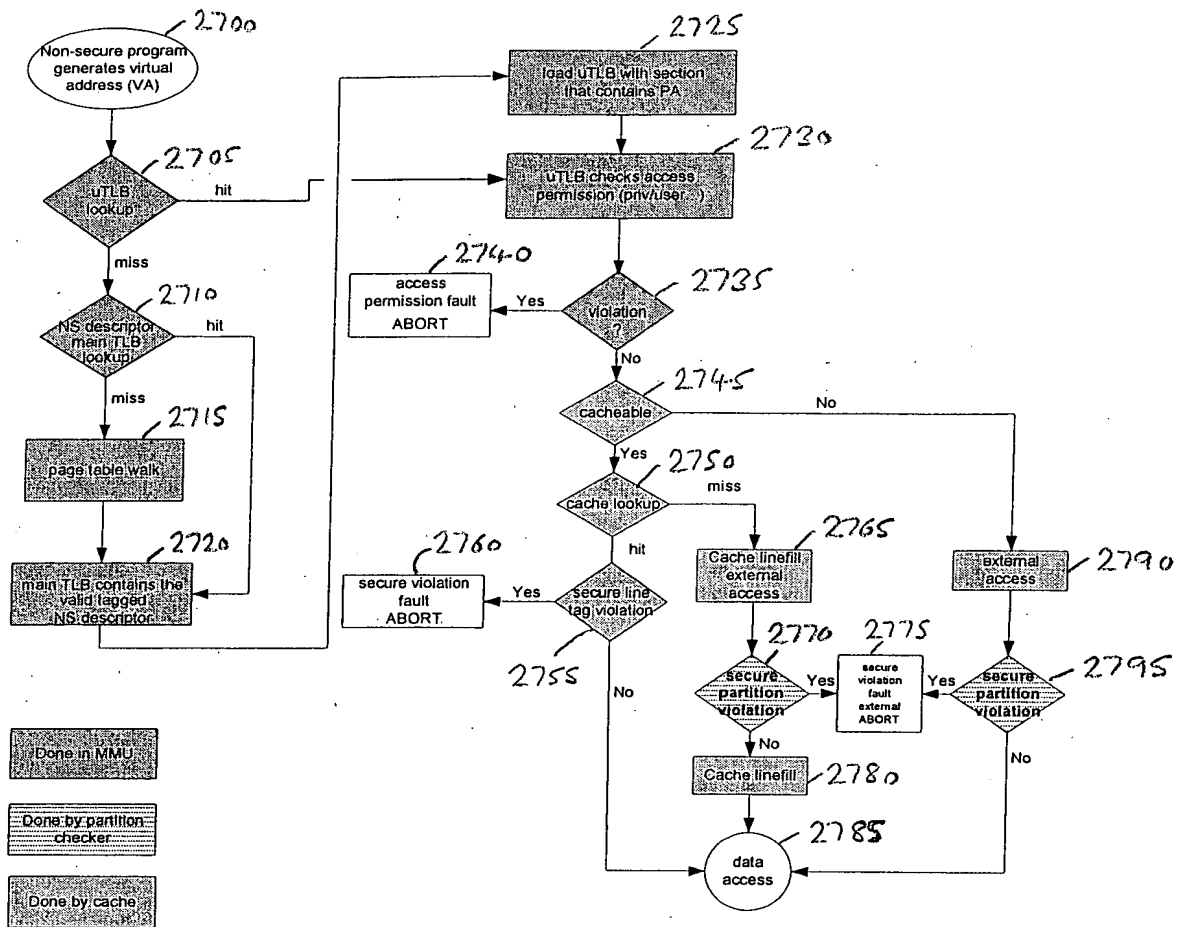 2700
Non-secure program
generates virtual
address (VA)
2705
uTLB
lookup
hit
miss
2710
NS descriptor
main TLB
lookup
hit
miss
2715
page table walk
2720
main TLB contains the
valid tagged
NS descriptor
2725
load uTLB with section
that contains PA
2730
uTLB checks access
permission (priv/user...)
2740
access
permission fault
ABORT
Yes
2735
violation
?
No
2745
cacheable
No
Yes
2750
cache lookup
miss
hit
2760
secure violation
fault
ABORT
Yes
secure line
tag violation
2755
No
2765
Cache linefill
external
access
2770
secure
partition
violation
Yes
No
2775
secure
violation
fault
external
ABORT
2790
external
access
Yes
2795
secure
partition
violation
No
Cache linefill
2780
2785
data
access
Done in MMU
Done by partition
checker
Done by cache